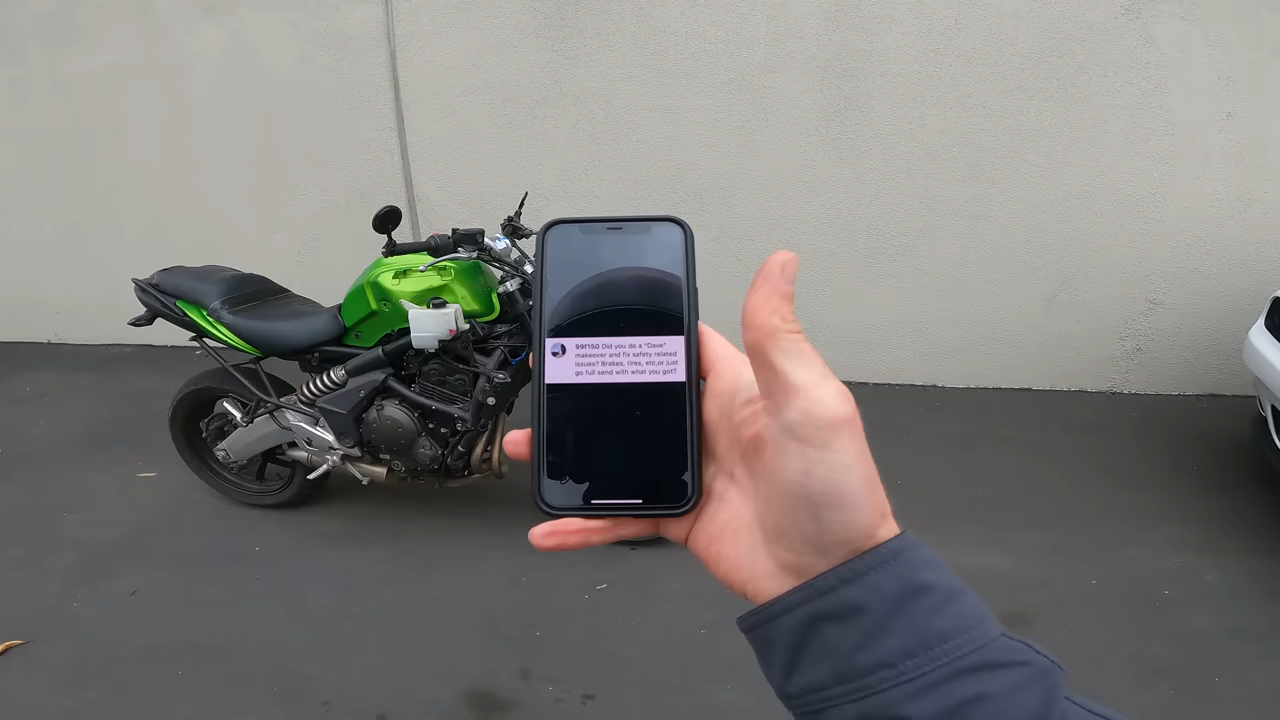 99f150 Did you do a "Dave"
makeover and fix safety related
issues? Brakes, tires, etc,or just
go full send with what you got?